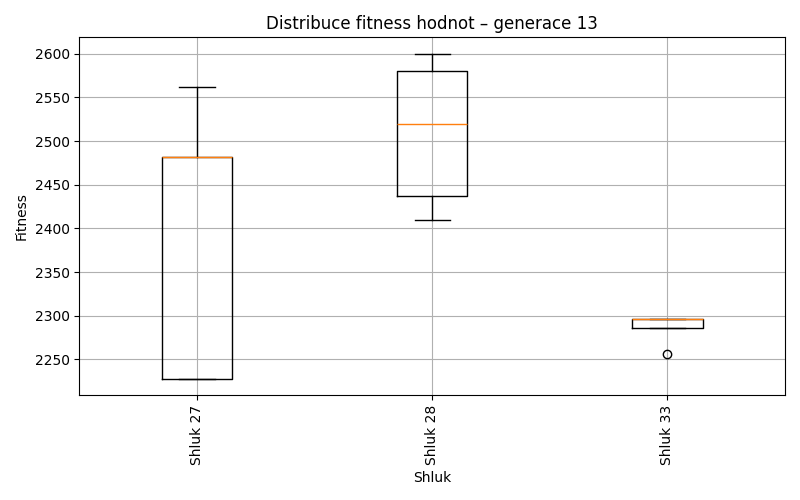 Distribuce fitness hodnot – generace 13
2600
2550
2500
2450
2400
2350
2300
2250
Fitness
Shluk 27
Shluk 28
Shluk 33
Shluk